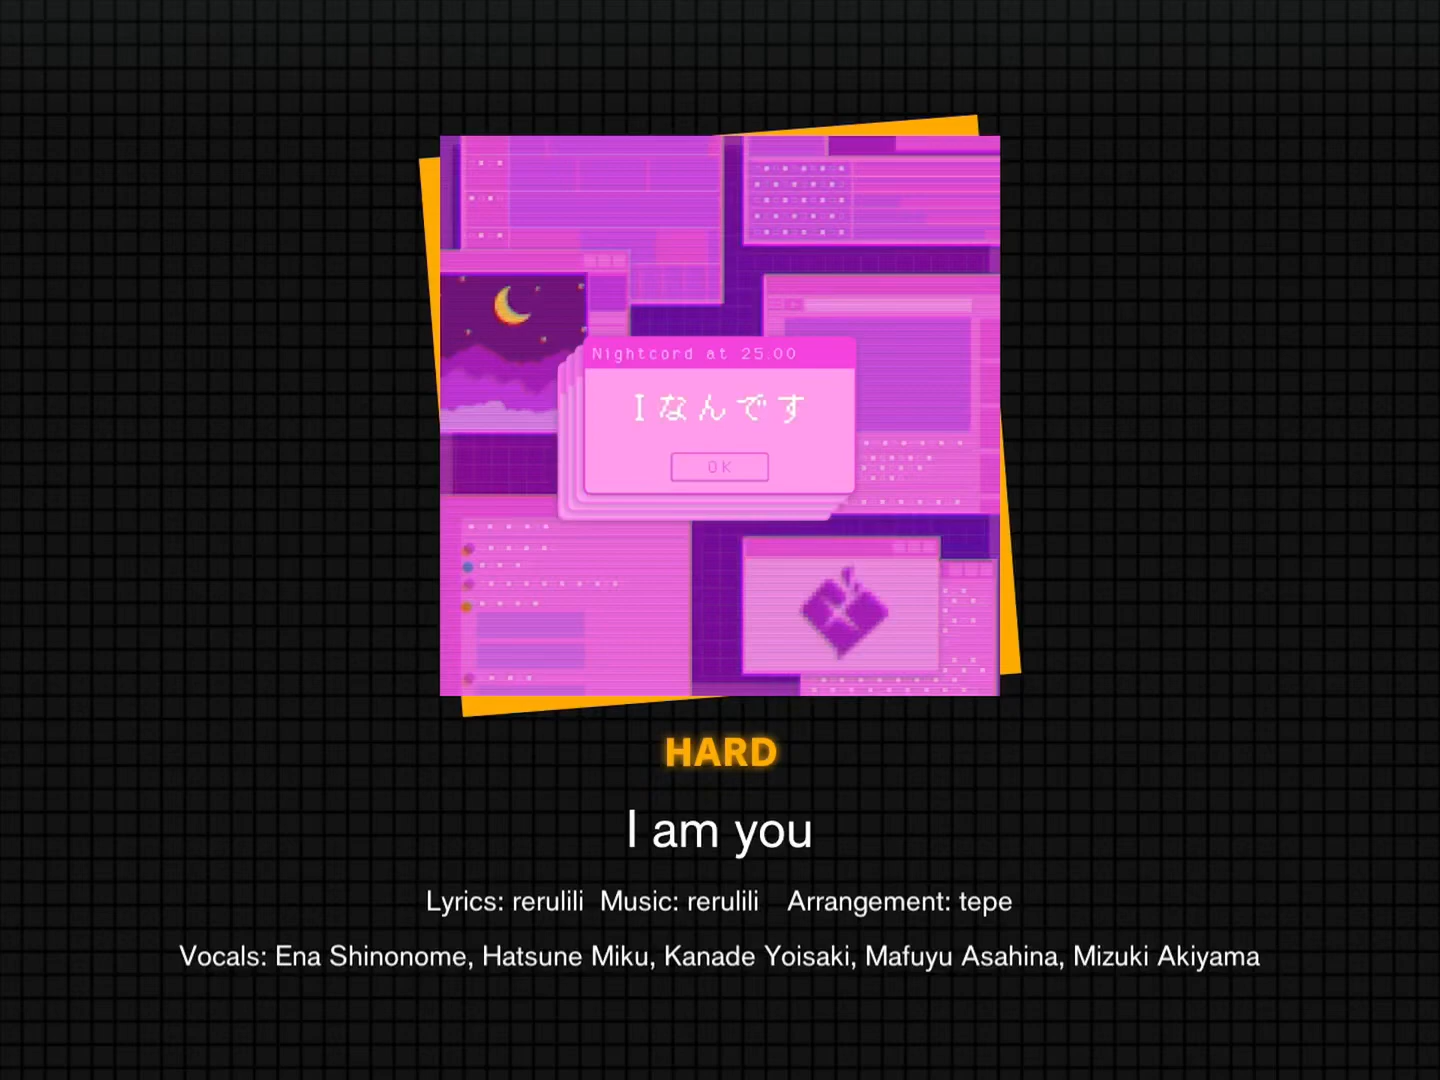 Nightcord at 25:00
Iなんです
OK
HARD
I am you
Lyrics: rerulili  Music: rerulili  Arrangement: tepe
Vocals: Ena Shinonome, Hatsune Miku, Kanade Yoisaki, Mafuyu Asahina, Mizuki Akiyama